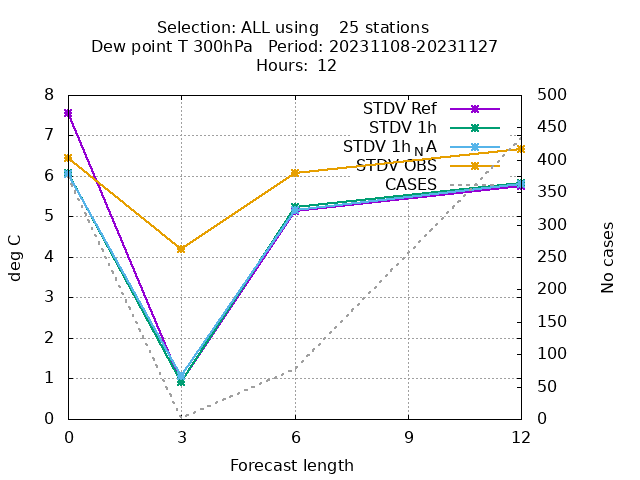 Selection: ALL using    25 stations
Dew point T 300hPa   Period: 20231108-20231127
Hours: 12
STDV Ref
STDV 1h
STDV 1h_NA
STDV OBS
CASES
deg C
No cases
8
7
6
5
4
3
2
1
0
500
450
400
350
300
250
200
150
100
50
0
0 3 6 9 12
Forecast length